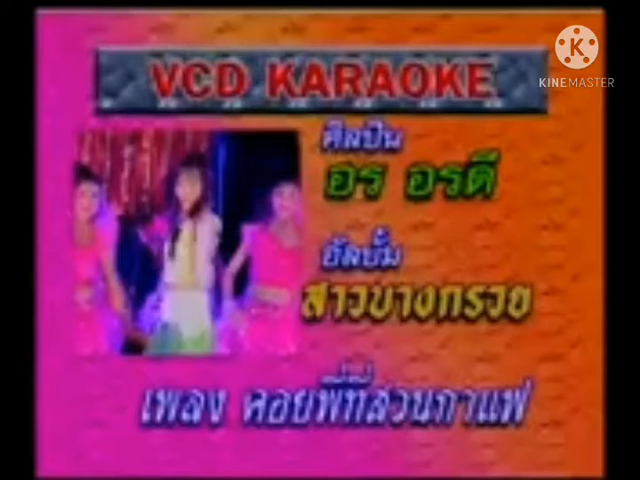 VCD KARAOKE
KINEMASTER
ศิลปิน
อร อรดี
อัลบั้ม
สาวบางกรวย
เพลง คอยพี่ที่สวนกาแฟ